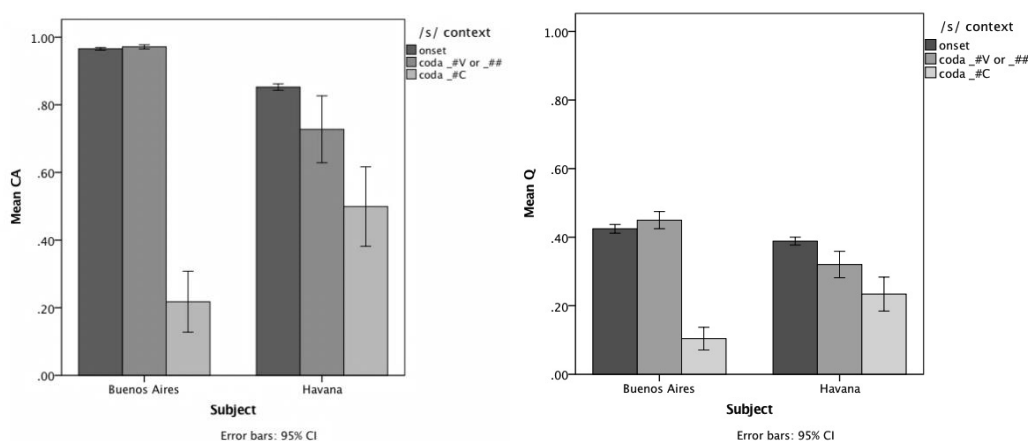 /s/ context
onset
coda _#V or _##
coda _#C
1.00
.80
.60
.40
.20
.00
Mean CA
Buenos Aires
Havana
Subject
Error bars: 95% CI
/s/ context
onset
coda _#V or _##
coda _#C
1.00
.80
.60
.40
.20
.00
Mean Q
Buenos Aires
Havana
Subject
Error bars: 95% CI